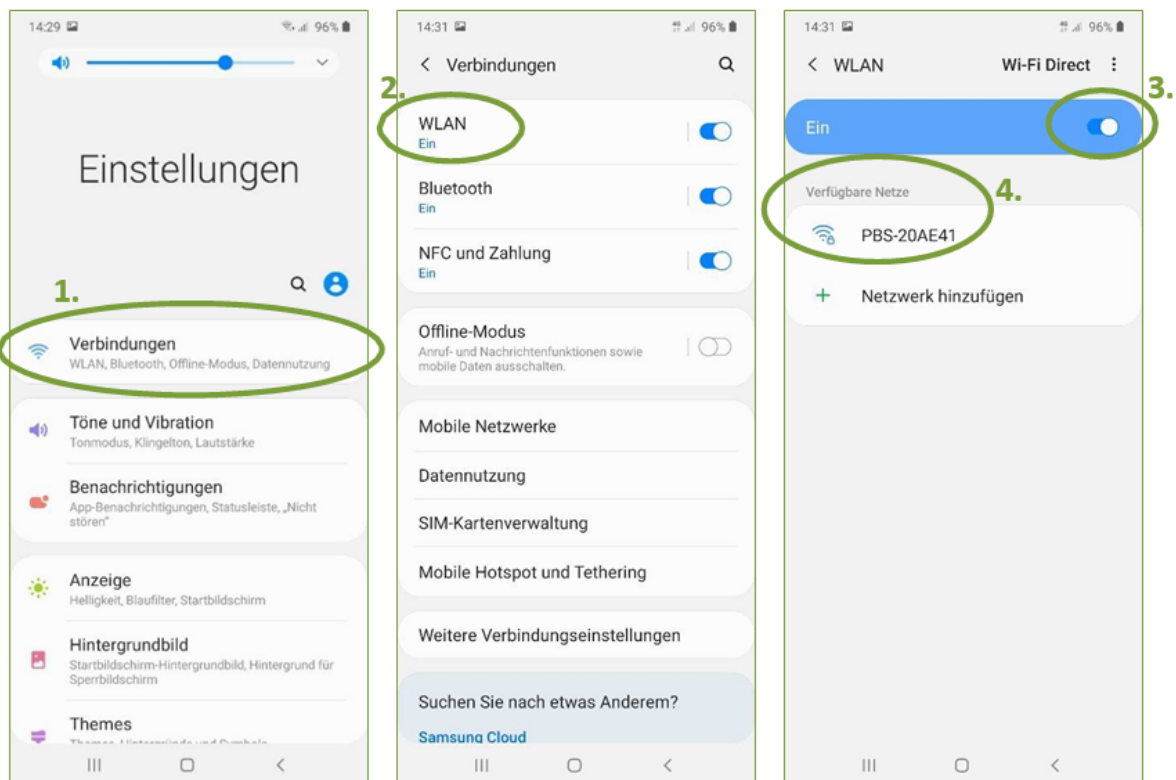 14:29 96%
Einstellungen
1.
Verbindungen
WLAN, Bluetooth, Offline-Modus, Datennutzung
Töne und Vibration
Tonmodus, Klingelton, Lautstärke
Benachrichtigungen
App-Benachrichtigungen, Statusleiste, „Nicht
stören"
Anzeige
Helligkeit, Blaufilter, Startbildschirm
Hintergrundbild
Startbildschirm-Hintergrundbild, Hintergrund für
Sperrbildschirm
Themes
Themes, Hintergründe und Symbole
14:31 96%
Verbindungen
2.
WLAN
Ein
Bluetooth
Ein
NFC und Zahlung
Ein
Offline-Modus
Anruf- und Nachrichtenfunktionen sowie
mobile Daten ausschalten.
Mobile Netzwerke
Datennutzung
SIM-Kartenverwaltung
Mobile Hotspot und Tethering
Weitere Verbindungseinstellungen
Suchen Sie nach etwas Anderem?
Samsung Cloud
14:31 96%
WLAN Wi-Fi Direct
3.
Ein
Verfügbare Netze
4.
PBS-20AE41
Netzwerk hinzufügen